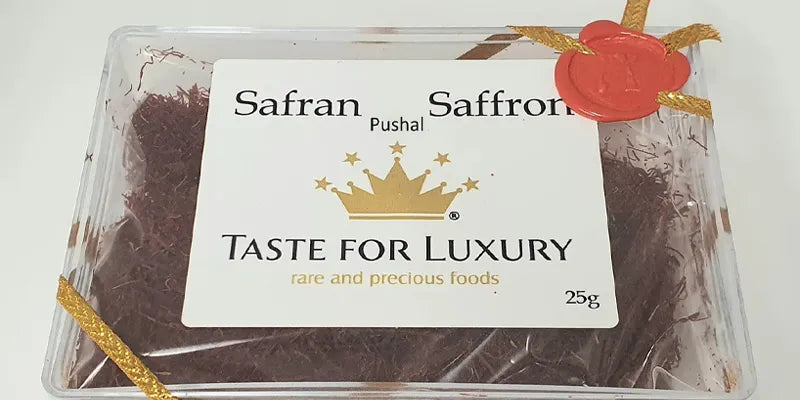 Safran Saffron
Pushal
®
TASTE FOR LUXURY
rare and precious foods
25g